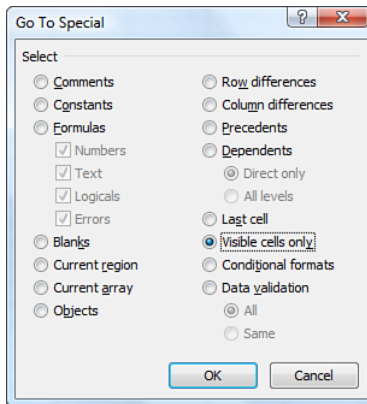 Go To Special
?
Select
Comments
Constants
Formulas
Numbers
Text
Logicals
Errors
Blanks
Current region
Current array
Objects
Row differences
Column differences
Precedents
Dependents
Direct only
All levels
Last cell
Visible cells only
Conditional formats
Data validation
All
Same
OK Cancel